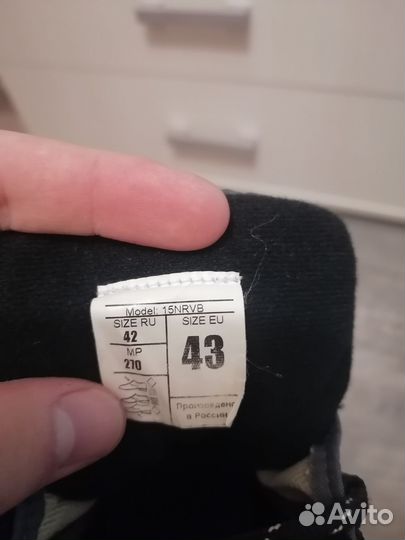 Model: 15NRVB
SIZE RU
42
MP
270
SIZE EU
43
Произведено
в России
Avito